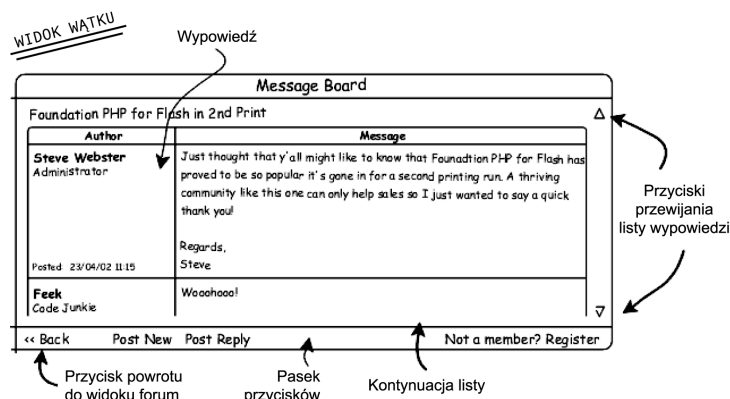 WIDOK WĄTKU
Wypowiedź
Message Board
Foundation PHP for Flash in 2nd Print
Author Message
Steve Webster
Administrator
Just thought that y'all might like to know that Founadtion PHP for Flash has
proved to be so popular it's gone in for a second printing run. A thriving
community like this one can only help sales so I just wanted to say a quick
thank you!
Regards,
Steve
Posted: 23/04/02 11:15
Feek
Code Junkie
Wooohooo!
Przyciski
przewijania
listy wypowiedzi
<< Back Post New Post Reply Not a member? Register
Przycisk powrotu
do widoku forum
Pasek
przycisków
Kontynuacja listy